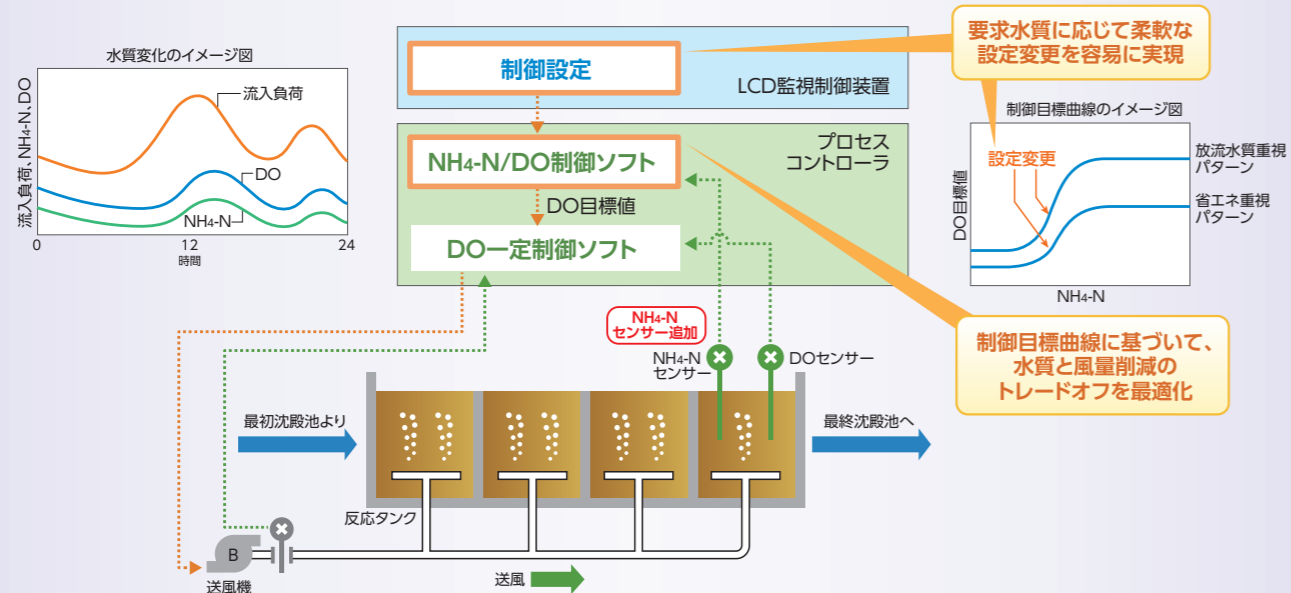 水質変化のイメージ図
流入負荷、NH4-N、DO
流入負荷
DO
NH4-N
0
12
24
時間
制御設定
LCD監視制御装置
NH4-N/DO制御ソフト
プロセス
コントローラ
DO目標値
DO一定制御ソフト
要求水質に応じて柔軟な
設定変更を容易に実現
制御目標曲線のイメージ図
DO目標値
設定変更
放流水質重視
パターン
省エネ重視
パターン
NH4-N
制御目標曲線に基づいて、
水質と風量削減の
トレードオフを最適化
NH4-N
センサー追加
NH4-N
センサー
DOセンサー
最初沈殿池より
最終沈殿池へ
反応タンク
B
送風機
送風